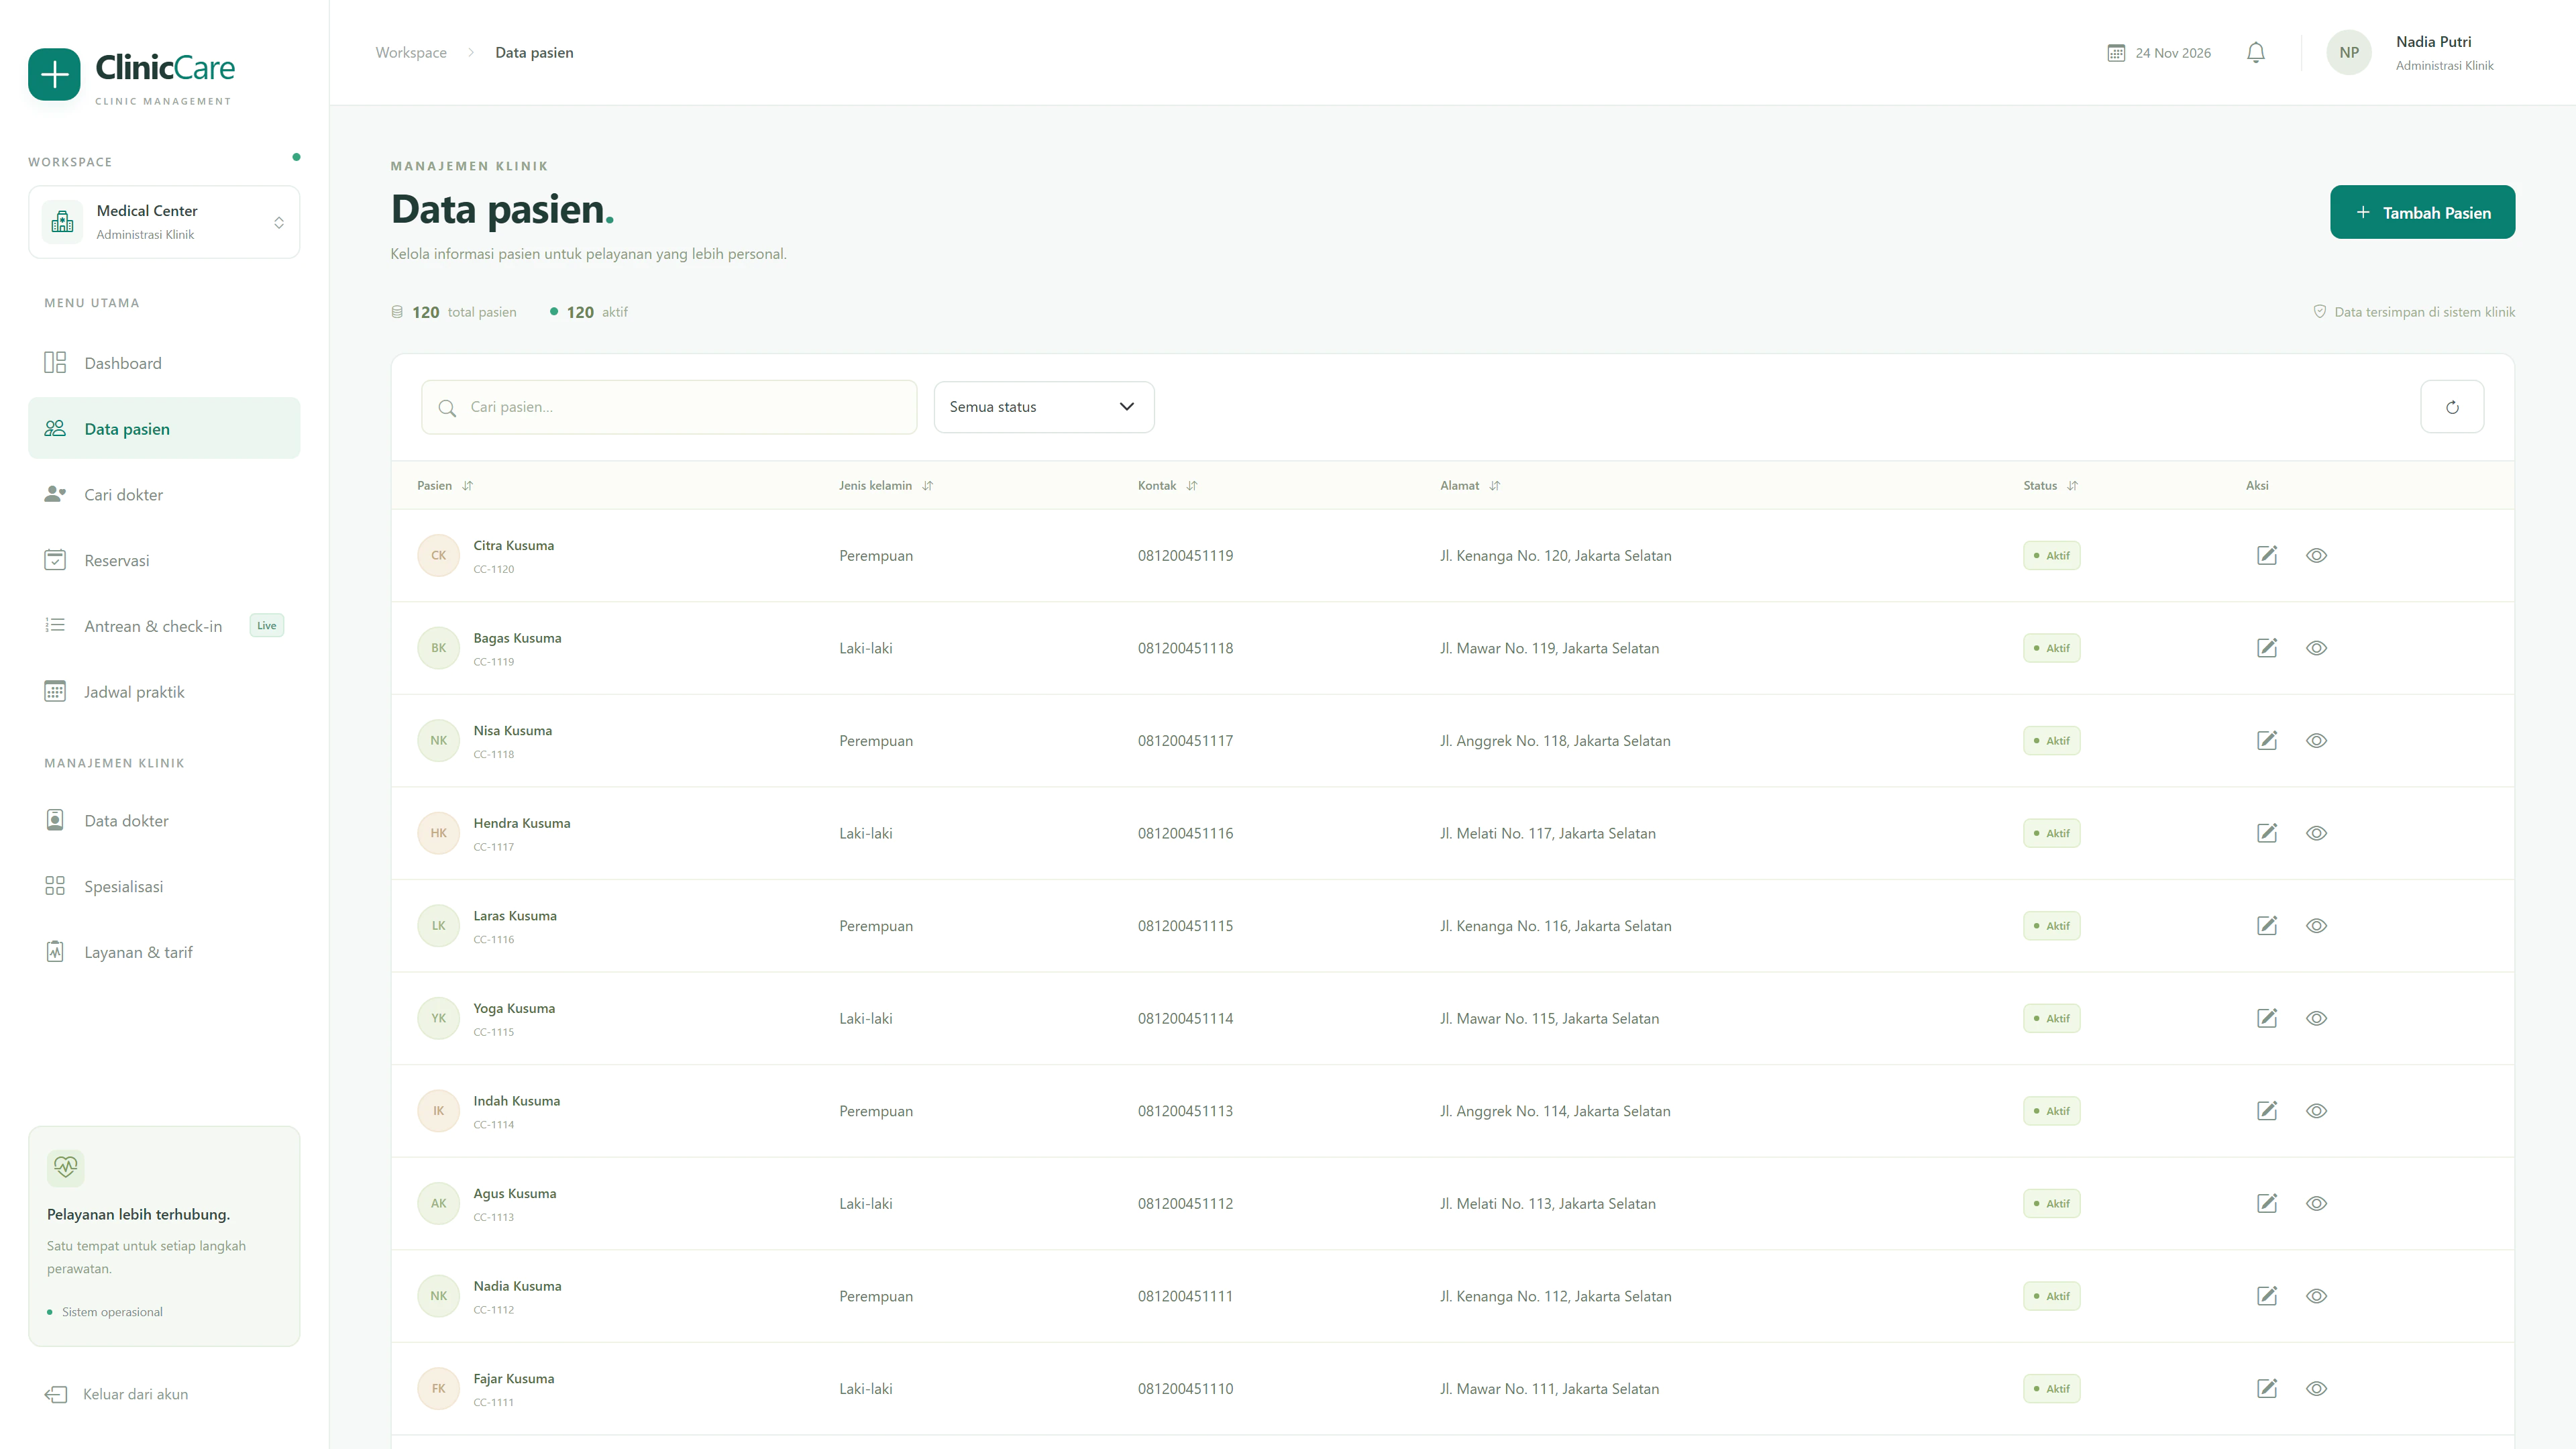 ClinicCare
CLINIC MANAGEMENT
WORKSPACE
Medical Center
Administrasi Klinik
MENU UTAMA
Dashboard
Data pasien
Cari dokter
Reservasi
Antrean & check-in Live
Jadwal praktik
MANAJEMEN KLINIK
Data dokter
Spesialisasi
Layanan & tarif
Pelayanan lebih terhubung.
Satu tempat untuk setiap langkah
perawatan.
Sistem operasional
Keluar dari akun
Workspace Data pasien
24 Nov 2026
NP
Nadia Putri
Administrasi Klinik
MANAJEMEN KLINIK
Data pasien.
Kelola informasi pasien untuk pelayanan yang lebih personal.
Tambah Pasien
120 total pasien 120 aktif
Data tersimpan di sistem klinik
Cari pasien...
Semua status
Pasien Jenis kelamin Kontak Alamat Status Aksi
CK Citra Kusuma CC-1120 Perempuan 081200451119 Jl. Kenanga No. 120, Jakarta Selatan Aktif
BK Bagas Kusuma CC-1119 Laki-laki 081200451118 Jl. Mawar No. 119, Jakarta Selatan Aktif
NK Nisa Kusuma CC-1118 Perempuan 081200451117 Jl. Anggrek No. 118, Jakarta Selatan Aktif
HK Hendra Kusuma CC-1117 Laki-laki 081200451116 Jl. Melati No. 117, Jakarta Selatan Aktif
LK Laras Kusuma CC-1116 Perempuan 081200451115 Jl. Kenanga No. 116, Jakarta Selatan Aktif
YK Yoga Kusuma CC-1115 Laki-laki 081200451114 Jl. Mawar No. 115, Jakarta Selatan Aktif
IK Indah Kusuma CC-1114 Perempuan 081200451113 Jl. Anggrek No. 114, Jakarta Selatan Aktif
AK Agus Kusuma CC-1113 Laki-laki 081200451112 Jl. Melati No. 113, Jakarta Selatan Aktif
NK Nadia Kusuma CC-1112 Perempuan 081200451111 Jl. Kenanga No. 112, Jakarta Selatan Aktif
FK Fajar Kusuma CC-1111 Laki-laki 081200451110 Jl. Mawar No. 111, Jakarta Selatan Aktif